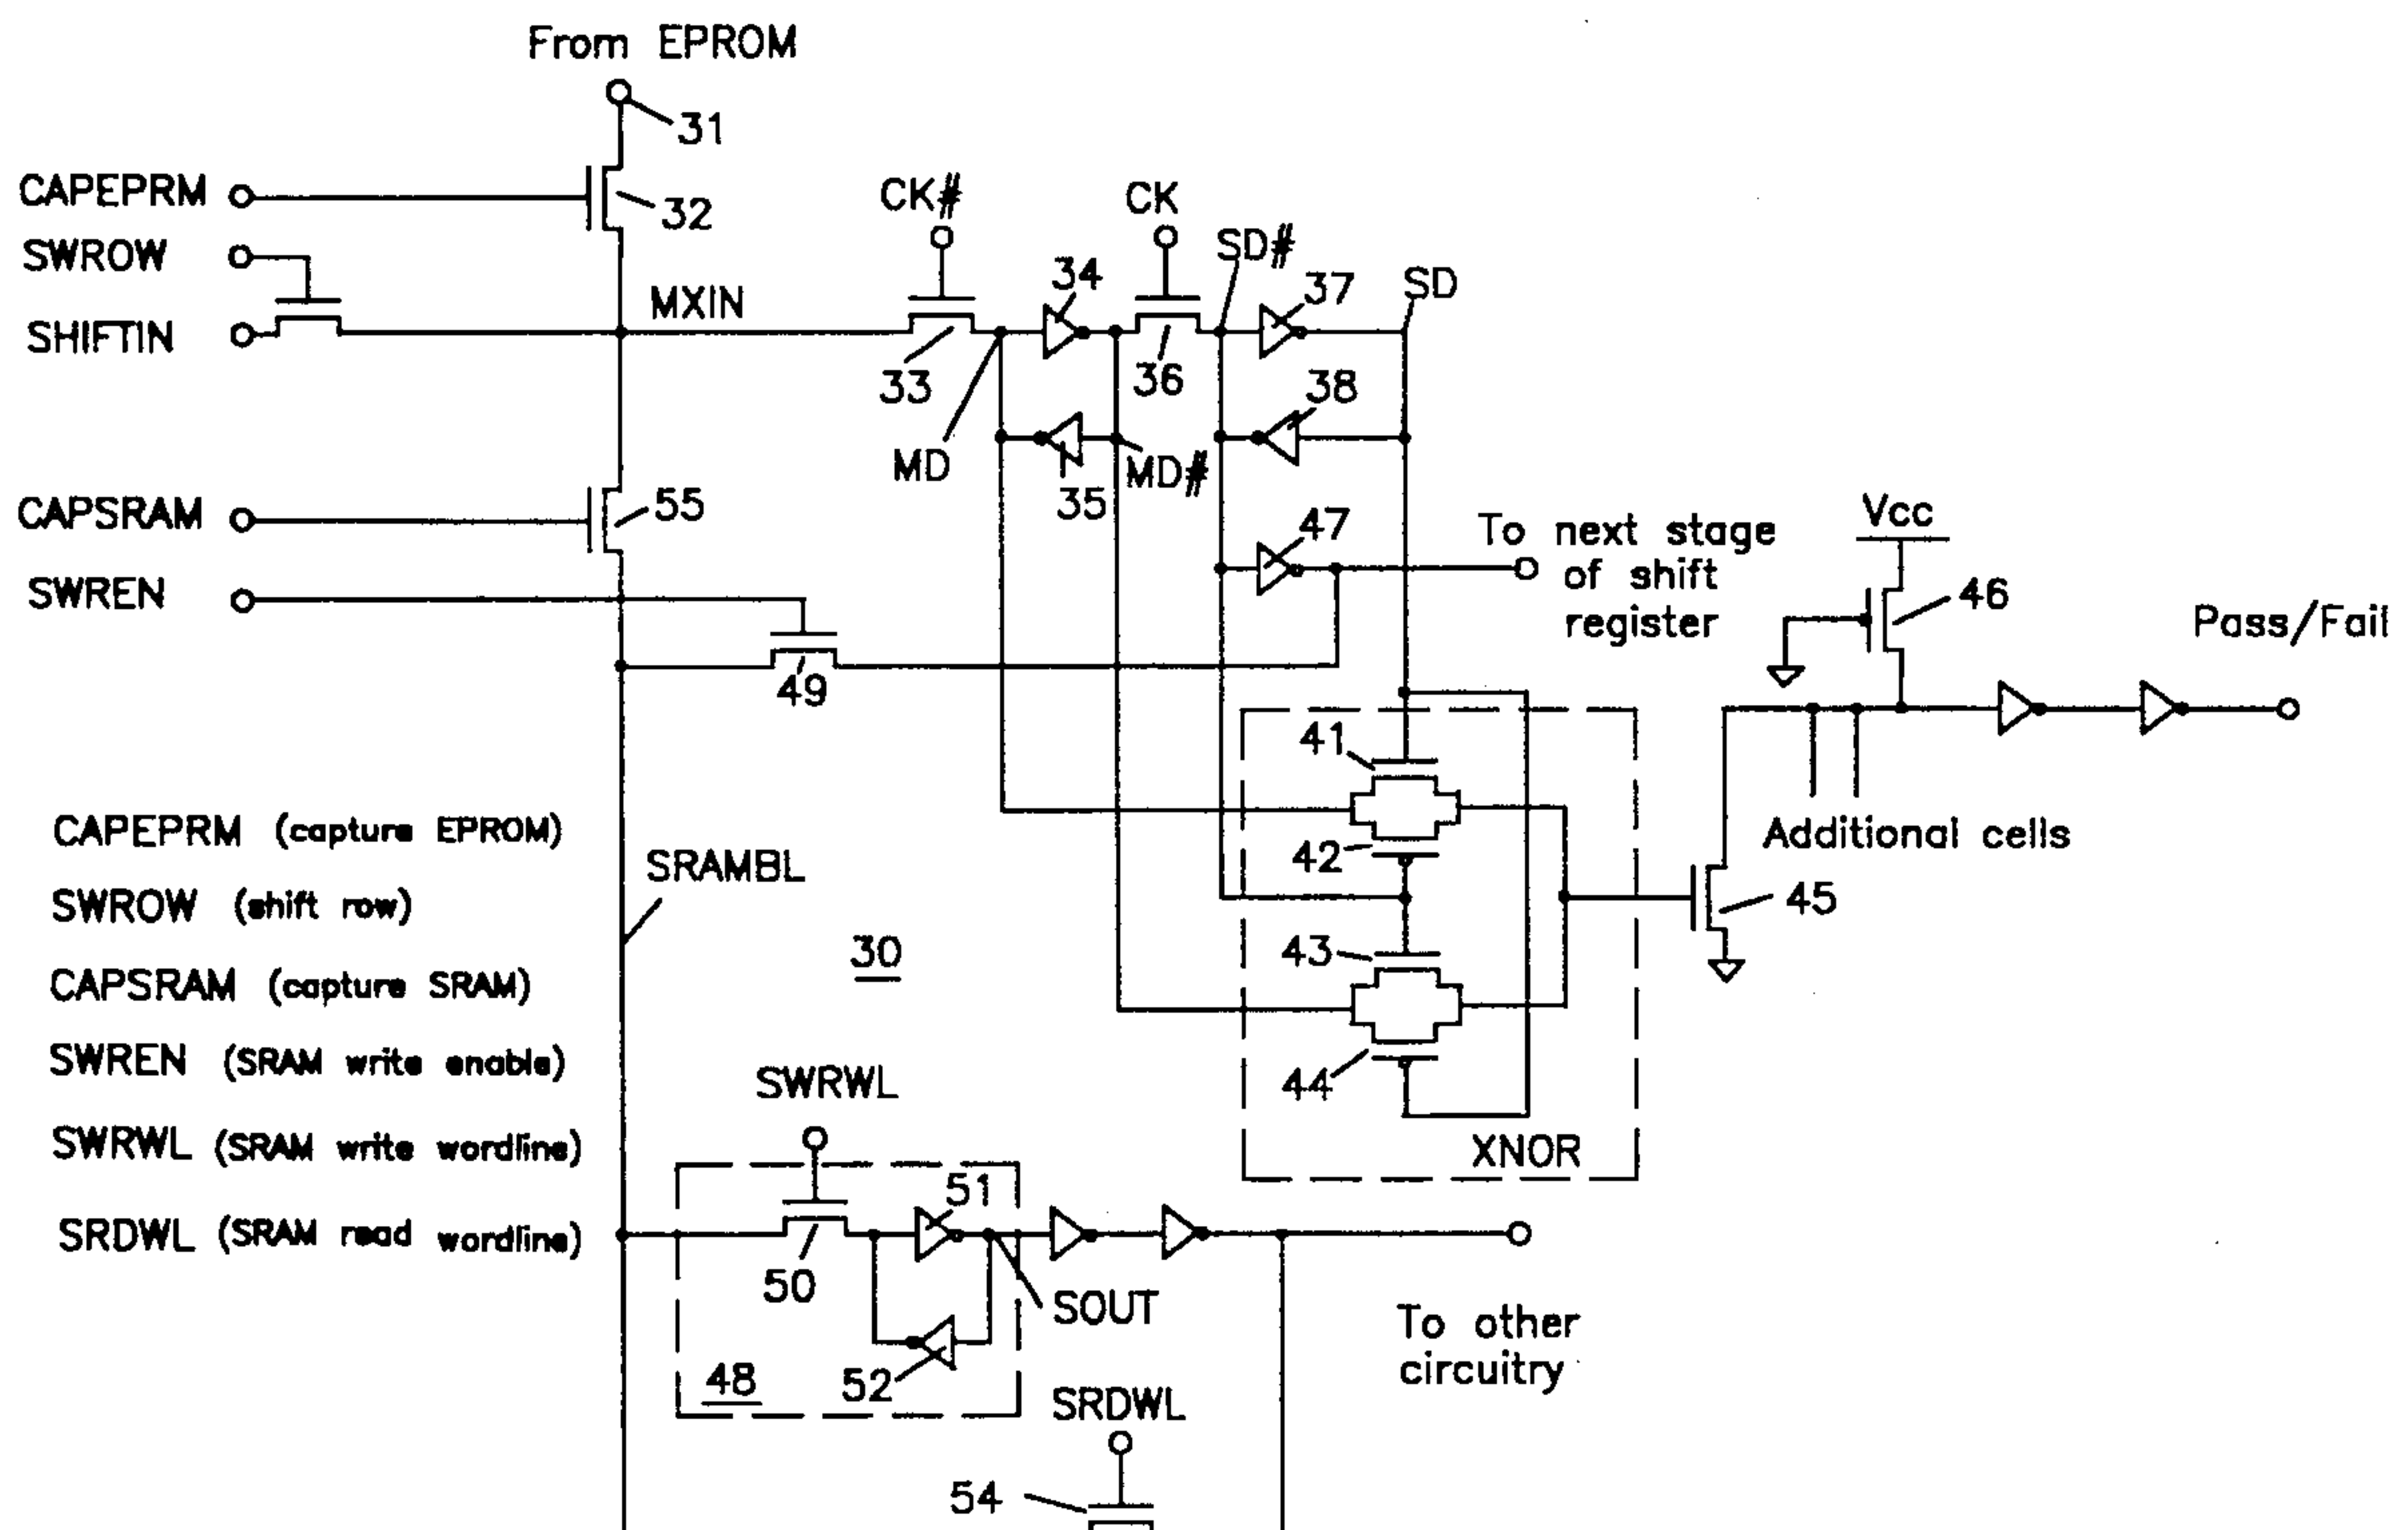 From EPROM
31
CAPEPRM
32
SWROW
SHIFTIN
MXIN
CK#
CK
SD#
SD
34
37
33
36
38
MD
35
MD#
CAPSRAM
55
SWREN
47
49
To next stage
of shift
register
Vcc
46
Pass/Fail
41
42
43
44
XNOR
Additional cells
45
CAPEPRM (capture EPROM)
SWROW (shift row)
CAPSRAM (capture SRAM)
SWREN (SRAM write enable)
SWRWL (SRAM write wordline)
SRDWL (SRAM read wordline)
SRAMBL
30
SWRWL
51
50
SOUT
52
48
To other
circuitry
SRDWL
54